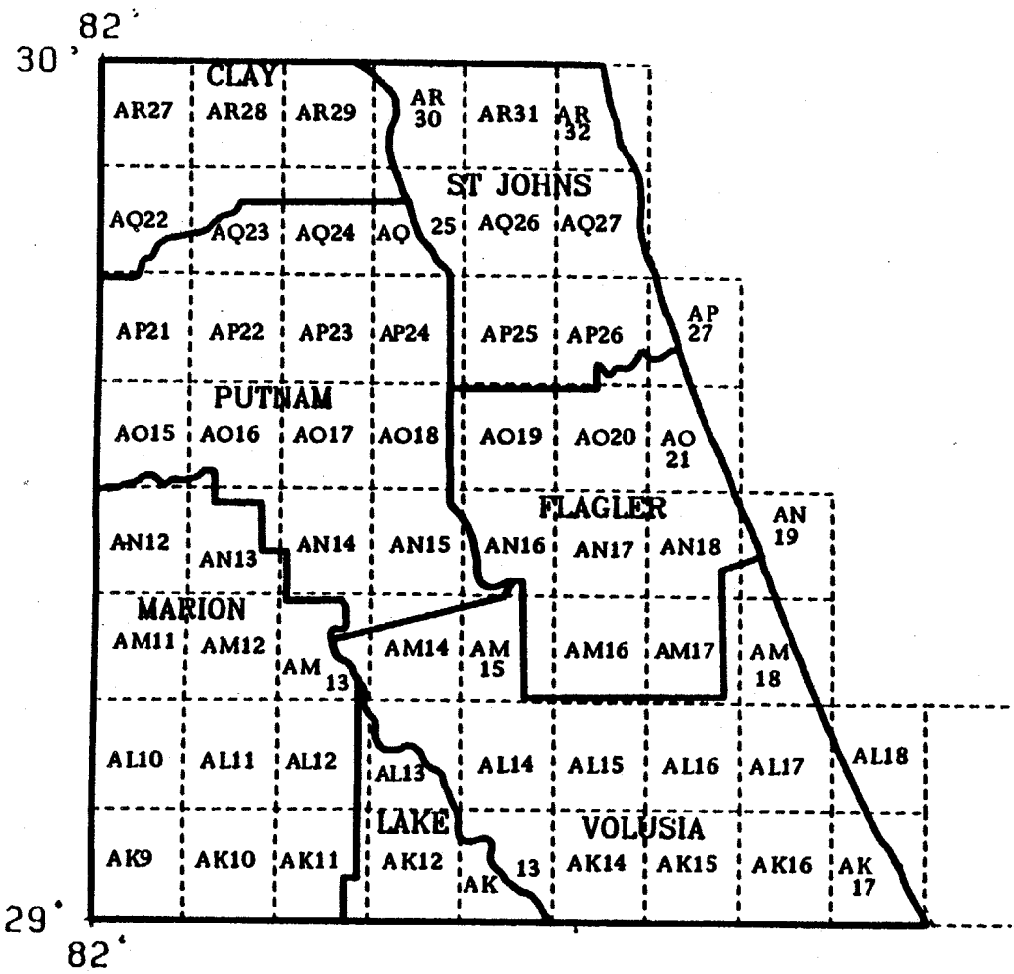 82'
30'
CLAY
AR27 AR28 AR29 AR 30 AR31 AR 32
ST JOHNS
AQ22 AQ23 AQ24 AQ 25 AQ26 AQ27
AP21 AP22 AP23 AP24 AP25 AP26 AP 27
PUTNAM
AO15 AO16 AO17 AO18 AO19 AO20 AO 21
FLAGLER
AN12 AN13 AN14 AN15 AN16 AN17 AN18 AN 19
MARION
AM11 AM12 AM 13 AM14 AM 15 AM16 AM17 AM 18
AL10 AL11 AL12 AL13 AL14 AL15 AL16 AL17 AL18
LAKE VOLUSIA
AK9 AK10 AK11 AK12 AK 13 AK14 AK15 AK16 AK 17
29'
82'